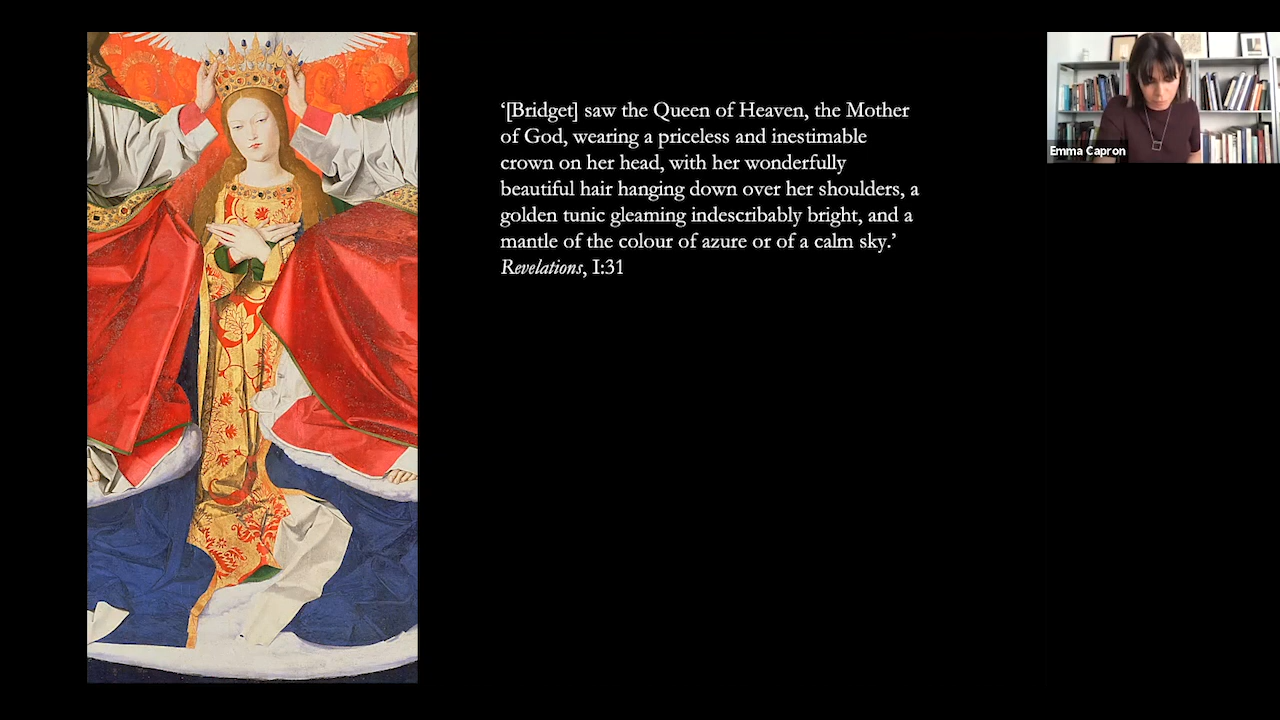 ‘[Bridget] saw the Queen of Heaven, the Mother
of God, wearing a priceless and inestimable
crown on her head, with her wonderfully
beautiful hair hanging down over her shoulders, a
golden tunic gleaming indescribably bright, and a
mantle of the colour of azure or of a calm sky.’
Revelations, I:31
Emma Capron